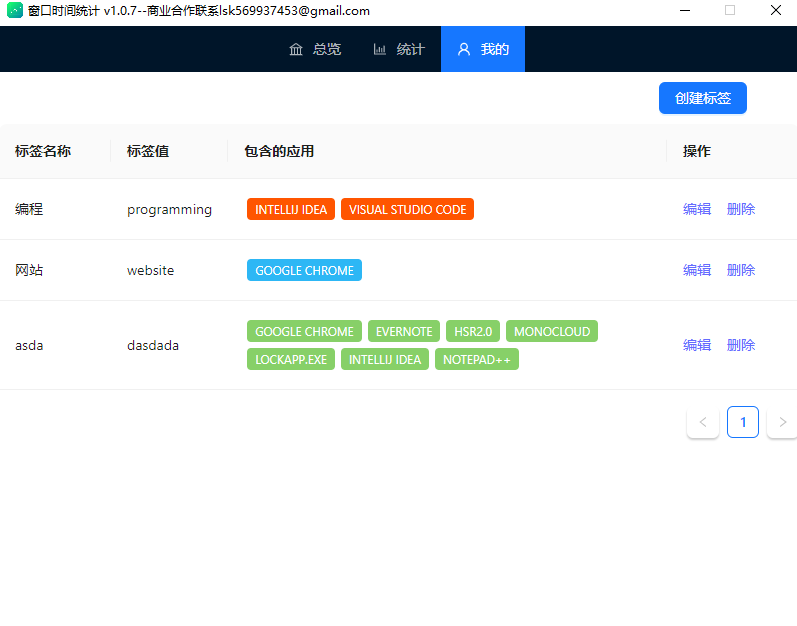 窗口时间统计 v1.0.7--商业合作联系lsk569937453@gmail.com
总览 统计 我的
创建标签
标签名称 标签值 包含的应用 操作
编程 programming INTELLIJ IDEA VISUAL STUDIO CODE 编辑 删除
网站 website GOOGLE CHROME 编辑 删除
GOOGLE CHROME EVERNOTE HSR2.0 MONOCLOUD
asda dasdada 编辑 删除
LOCKAPP.EXE INTELLIJ IDEA NOTEPAD++
< 1 >